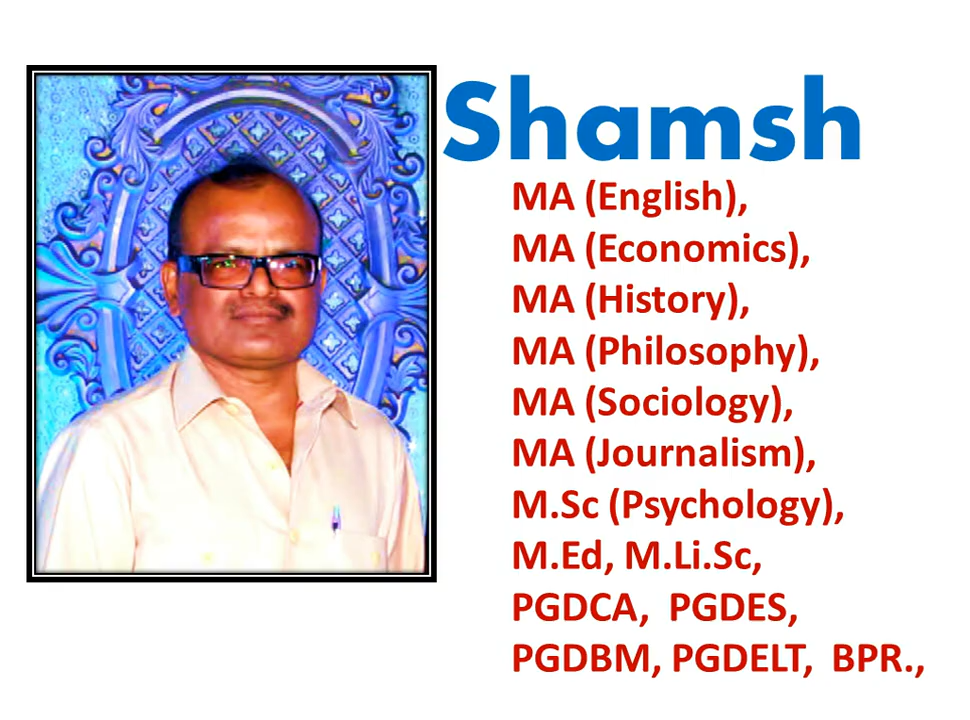 Shamsh
MA (English),
MA (Economics),
MA (History),
MA (Philosophy),
MA (Sociology),
MA (Journalism),
M.Sc (Psychology),
M.Ed, M.Li.Sc,
PGDCA, PGDES,
PGDBM, PGDELT, BPR.,